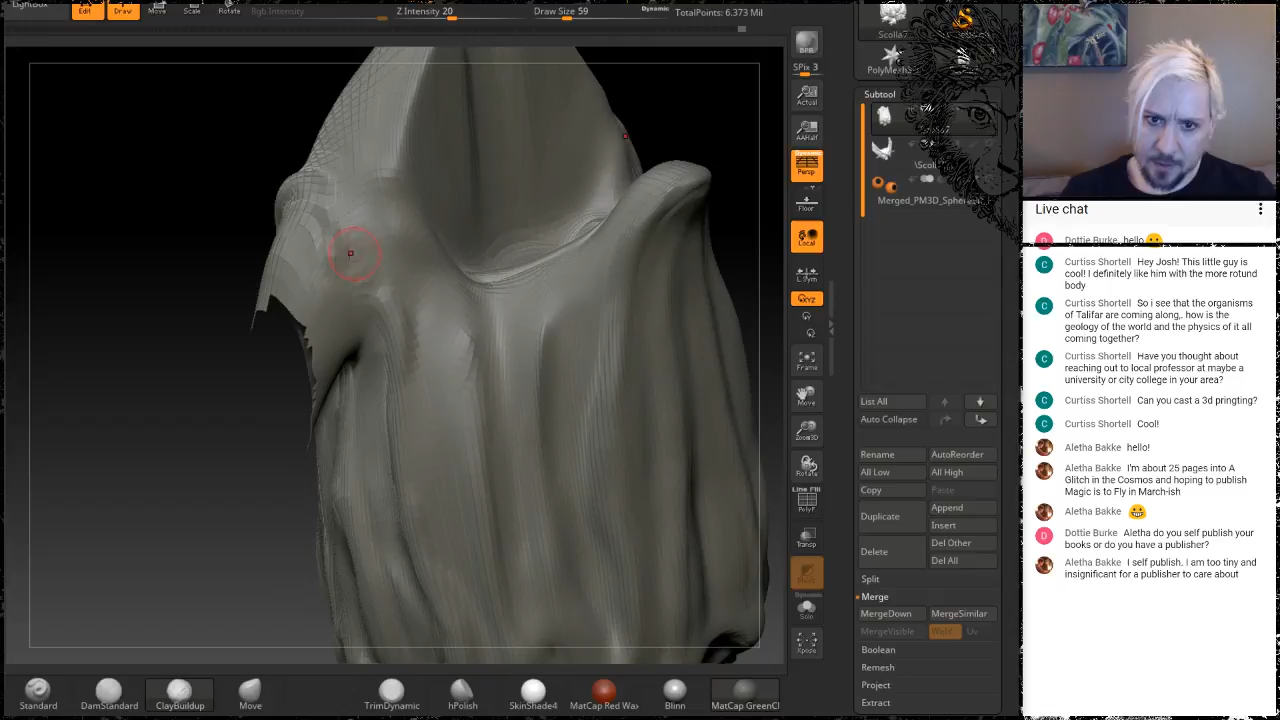 LightBox
Edit
Draw
Move
Scale
Rotate
Rgb Intensity
Z Intensity 20
Draw Size 59
Dynamic
TotalPoints: 6.373 Mil
BPR
SPix 3
Actual
AAHalf
Dynamic
Persp
Floor
Local
L.Sym
XYZ
Frame
Move
Zoom3D
Rotate
Line Fill
PolyF
Transp
Dynamic
Solo
Xpose
Scolla7
Subtool
List All
Auto Collapse
Rename
AutoReorder
All Low
All High
Copy
Paste
Duplicate
Append
Insert
Delete
Del Other
Del All
Split
Merge
MergeDown
MergeSimilar
MergeVisible
Weld
Uv
Boolean
Remesh
Project
Extract
Standard
DamStandard
ClayBuildup
Move
TrimDynamic
hPolish
SkinShade4
MatCap Red Wax
Blinn
MatCap GreenCl
Live chat
D
Dottie Burke hello
C
Curtiss Shortell Hey Josh! This little guy is
cool! I definitely like him with the more rotund
body
C
Curtiss Shortell So i see that the organisms
of Talifar are coming along,. how is the
geology of the world and the physics of it all
coming together?
C
Curtiss Shortell Have you thought about
reaching out to local professor at maybe a
university or city college in your area?
C
Curtiss Shortell Can you cast a 3d pringting?
C
Curtiss Shortell Cool!
Aletha Bakke hello!
Aletha Bakke I'm about 25 pages into A
Glitch in the Cosmos and hoping to publish
Magic is to Fly in March-ish
Aletha Bakke
D
Dottie Burke Aletha do you self publish your
books or do you have a publisher?
Aletha Bakke I self publish. I am too tiny and
insignificant for a publisher to care about